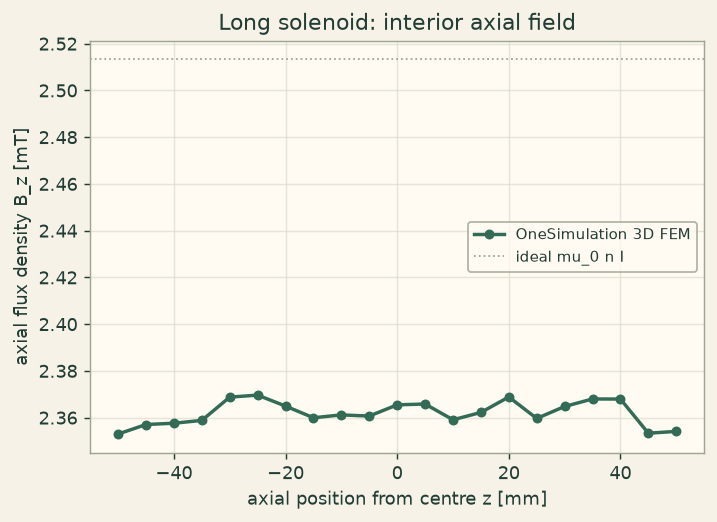 Long solenoid: interior axial field
axial flux density B_z [mT]
2.52
2.50
2.48
2.46
2.44
2.42
2.40
2.38
2.36
OneSimulation 3D FEM
ideal mu_0 n I
−40
−20
0
20
40
axial position from centre z [mm]